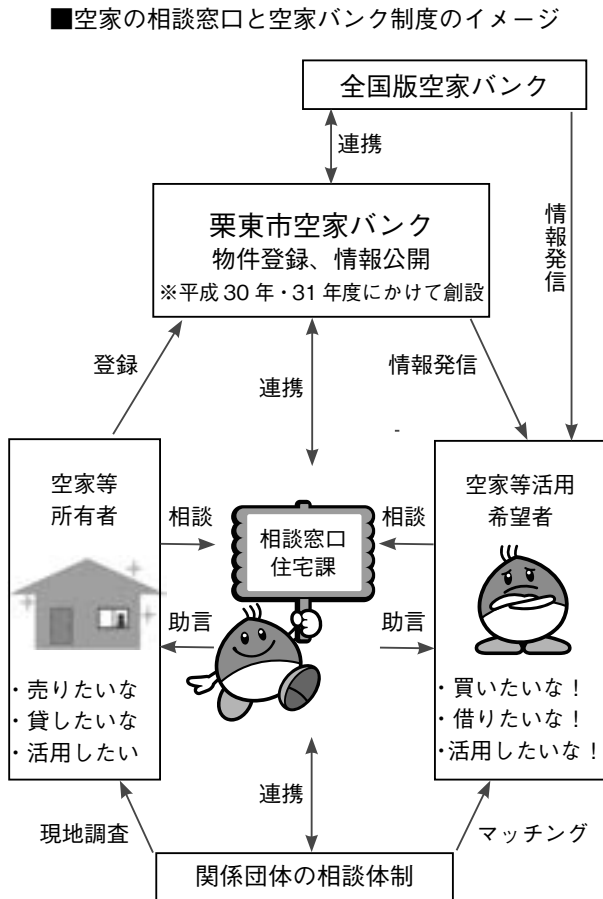 ■空家の相談窓口と空家バンク制度のイメージ
全国版空家バンク
連携
情報発信
栗東市空家バンク
物件登録、情報公開
※平成30年・31年度にかけて創設
登録
連携
情報発信
空家等
所有者
相談
助言
・売りたいな
・貸したいな
・活用したい
相談窓口
住宅課
空家等活用
希望者
相談
助言
・買いたいな！
・借りたいな！
・活用したいな！
現地調査
連携
マッチング
関係団体の相談体制